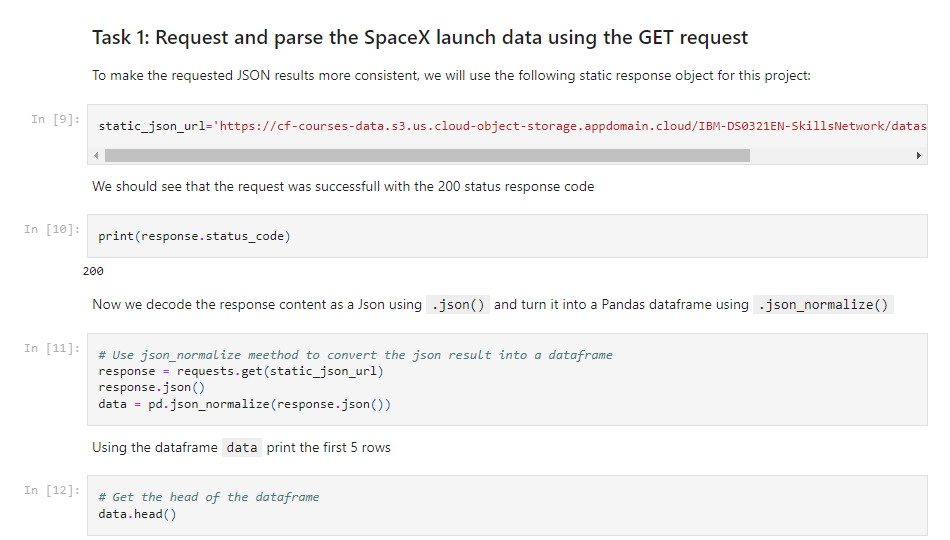 Task 1: Request and parse the SpaceX launch data using the GET request
To make the requested JSON results more consistent, we will use the following static response object for this project:
In [9]:
static_json_url='https://cf-courses-data.s3.us.cloud-object-storage.appdomain.cloud/IBM-DS0321EN-SkillsNetwork/datas
We should see that the request was successfull with the 200 status response code
In [10]:
print(response.status_code)
200
Now we decode the response content as a Json using .json() and turn it into a Pandas dataframe using .json_normalize()
In [11]:
# Use json_normalize meethod to convert the json result into a dataframe
response = requests.get(static_json_url)
response.json()
data = pd.json_normalize(response.json())
Using the dataframe data print the first 5 rows
In [12]:
# Get the head of the dataframe
data.head()